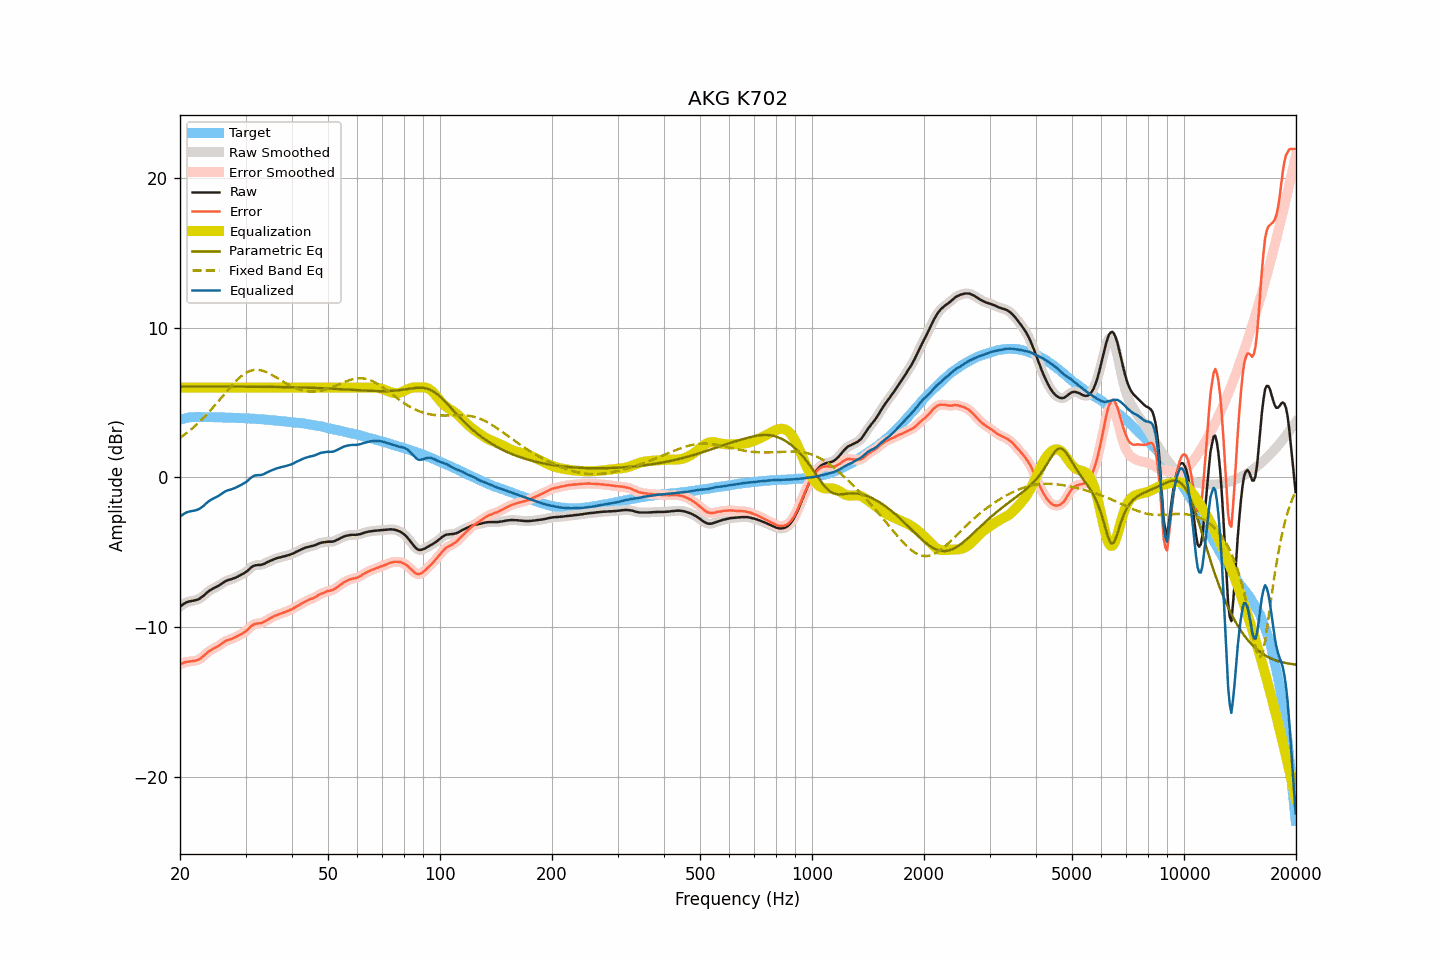 AKG K702
Target
Raw Smoothed
Error Smoothed
Raw
Error
Equalization
Parametric Eq
Fixed Band Eq
Equalized
Amplitude (dBr)
20
10
0
−10
−20
20 50 100 200 500 1000 2000 5000 10000 20000
Frequency (Hz)